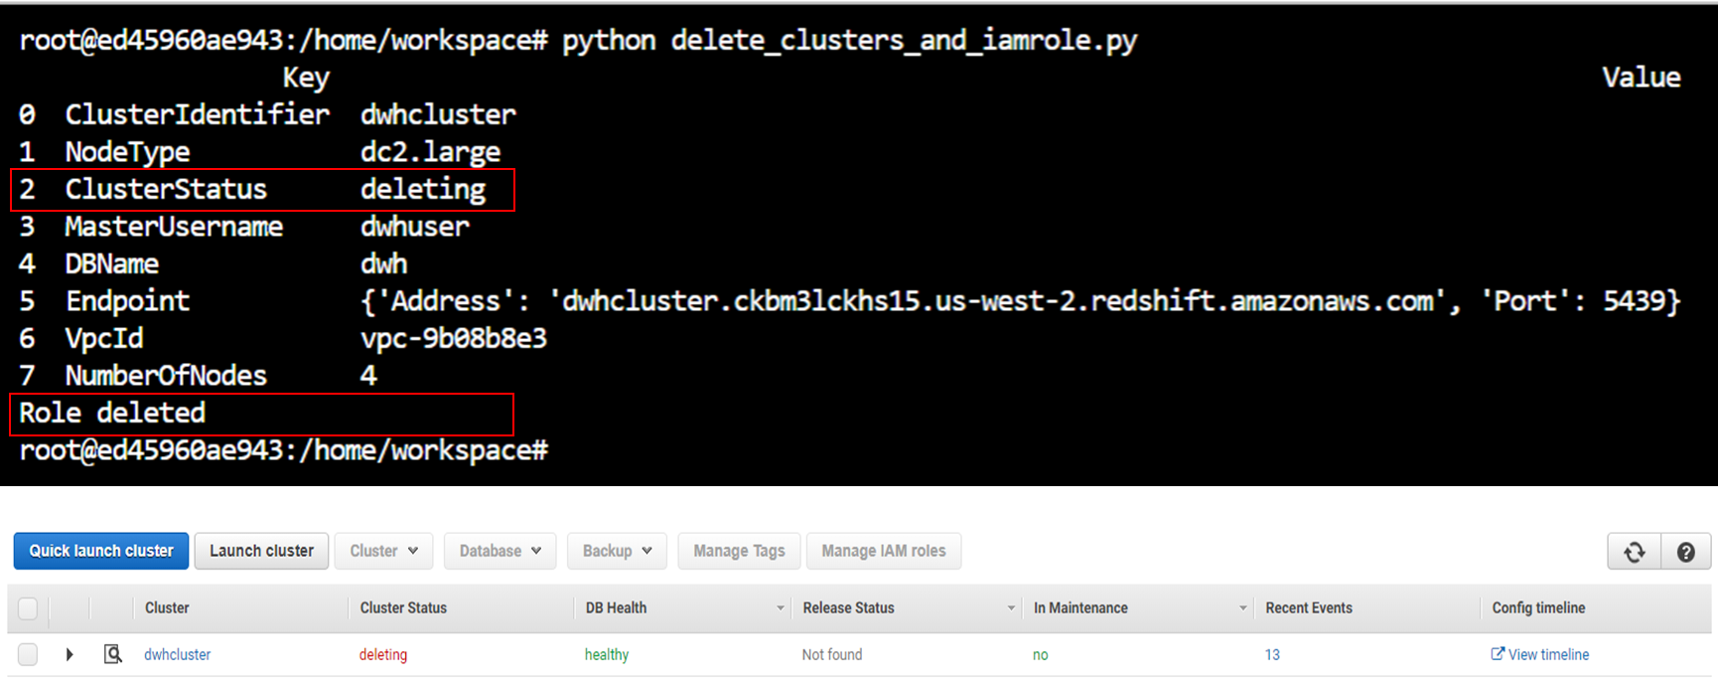 root@ed45960ae943:/home/workspace# python delete_clusters_and_iamrole.py
Key Value
0 ClusterIdentifier dwhcluster
1 NodeType dc2.large
2 ClusterStatus deleting
3 MasterUsername dwhuser
4 DBName dwh
5 Endpoint {'Address': 'dwhcluster.ckbm3lckhs15.us-west-2.redshift.amazonaws.com', 'Port': 5439}
6 VpcId vpc-9b08b8e3
7 NumberOfNodes 4
Role deleted
root@ed45960ae943:/home/workspace#
Quick launch cluster Launch cluster Cluster Database Backup Manage Tags Manage IAM roles
Cluster Cluster Status DB Health Release Status In Maintenance Recent Events Config timeline
dwhcluster deleting healthy Not found no 13 View timeline